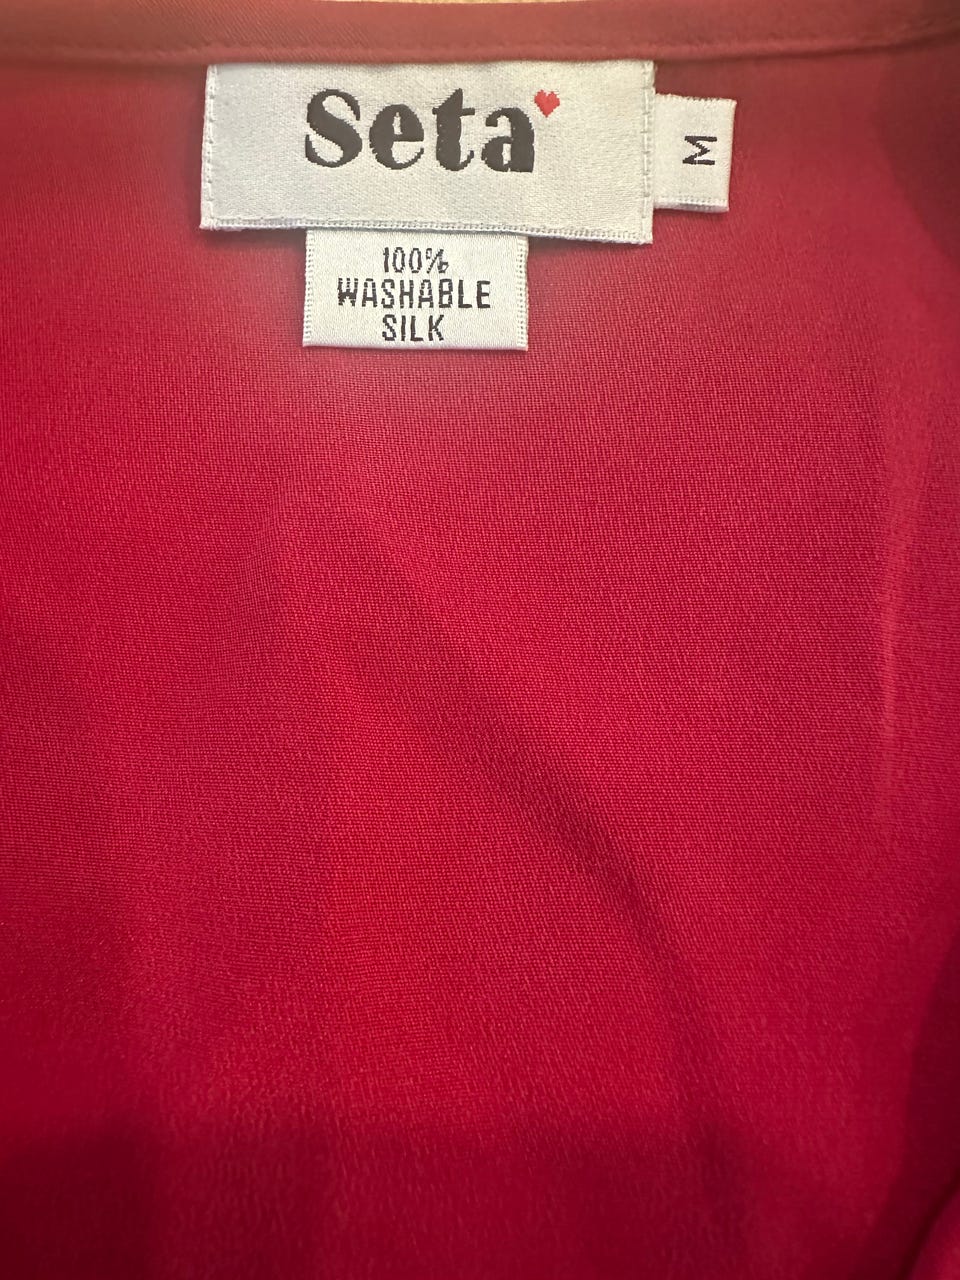 Seta
M
100%
WASHABLE
SILK